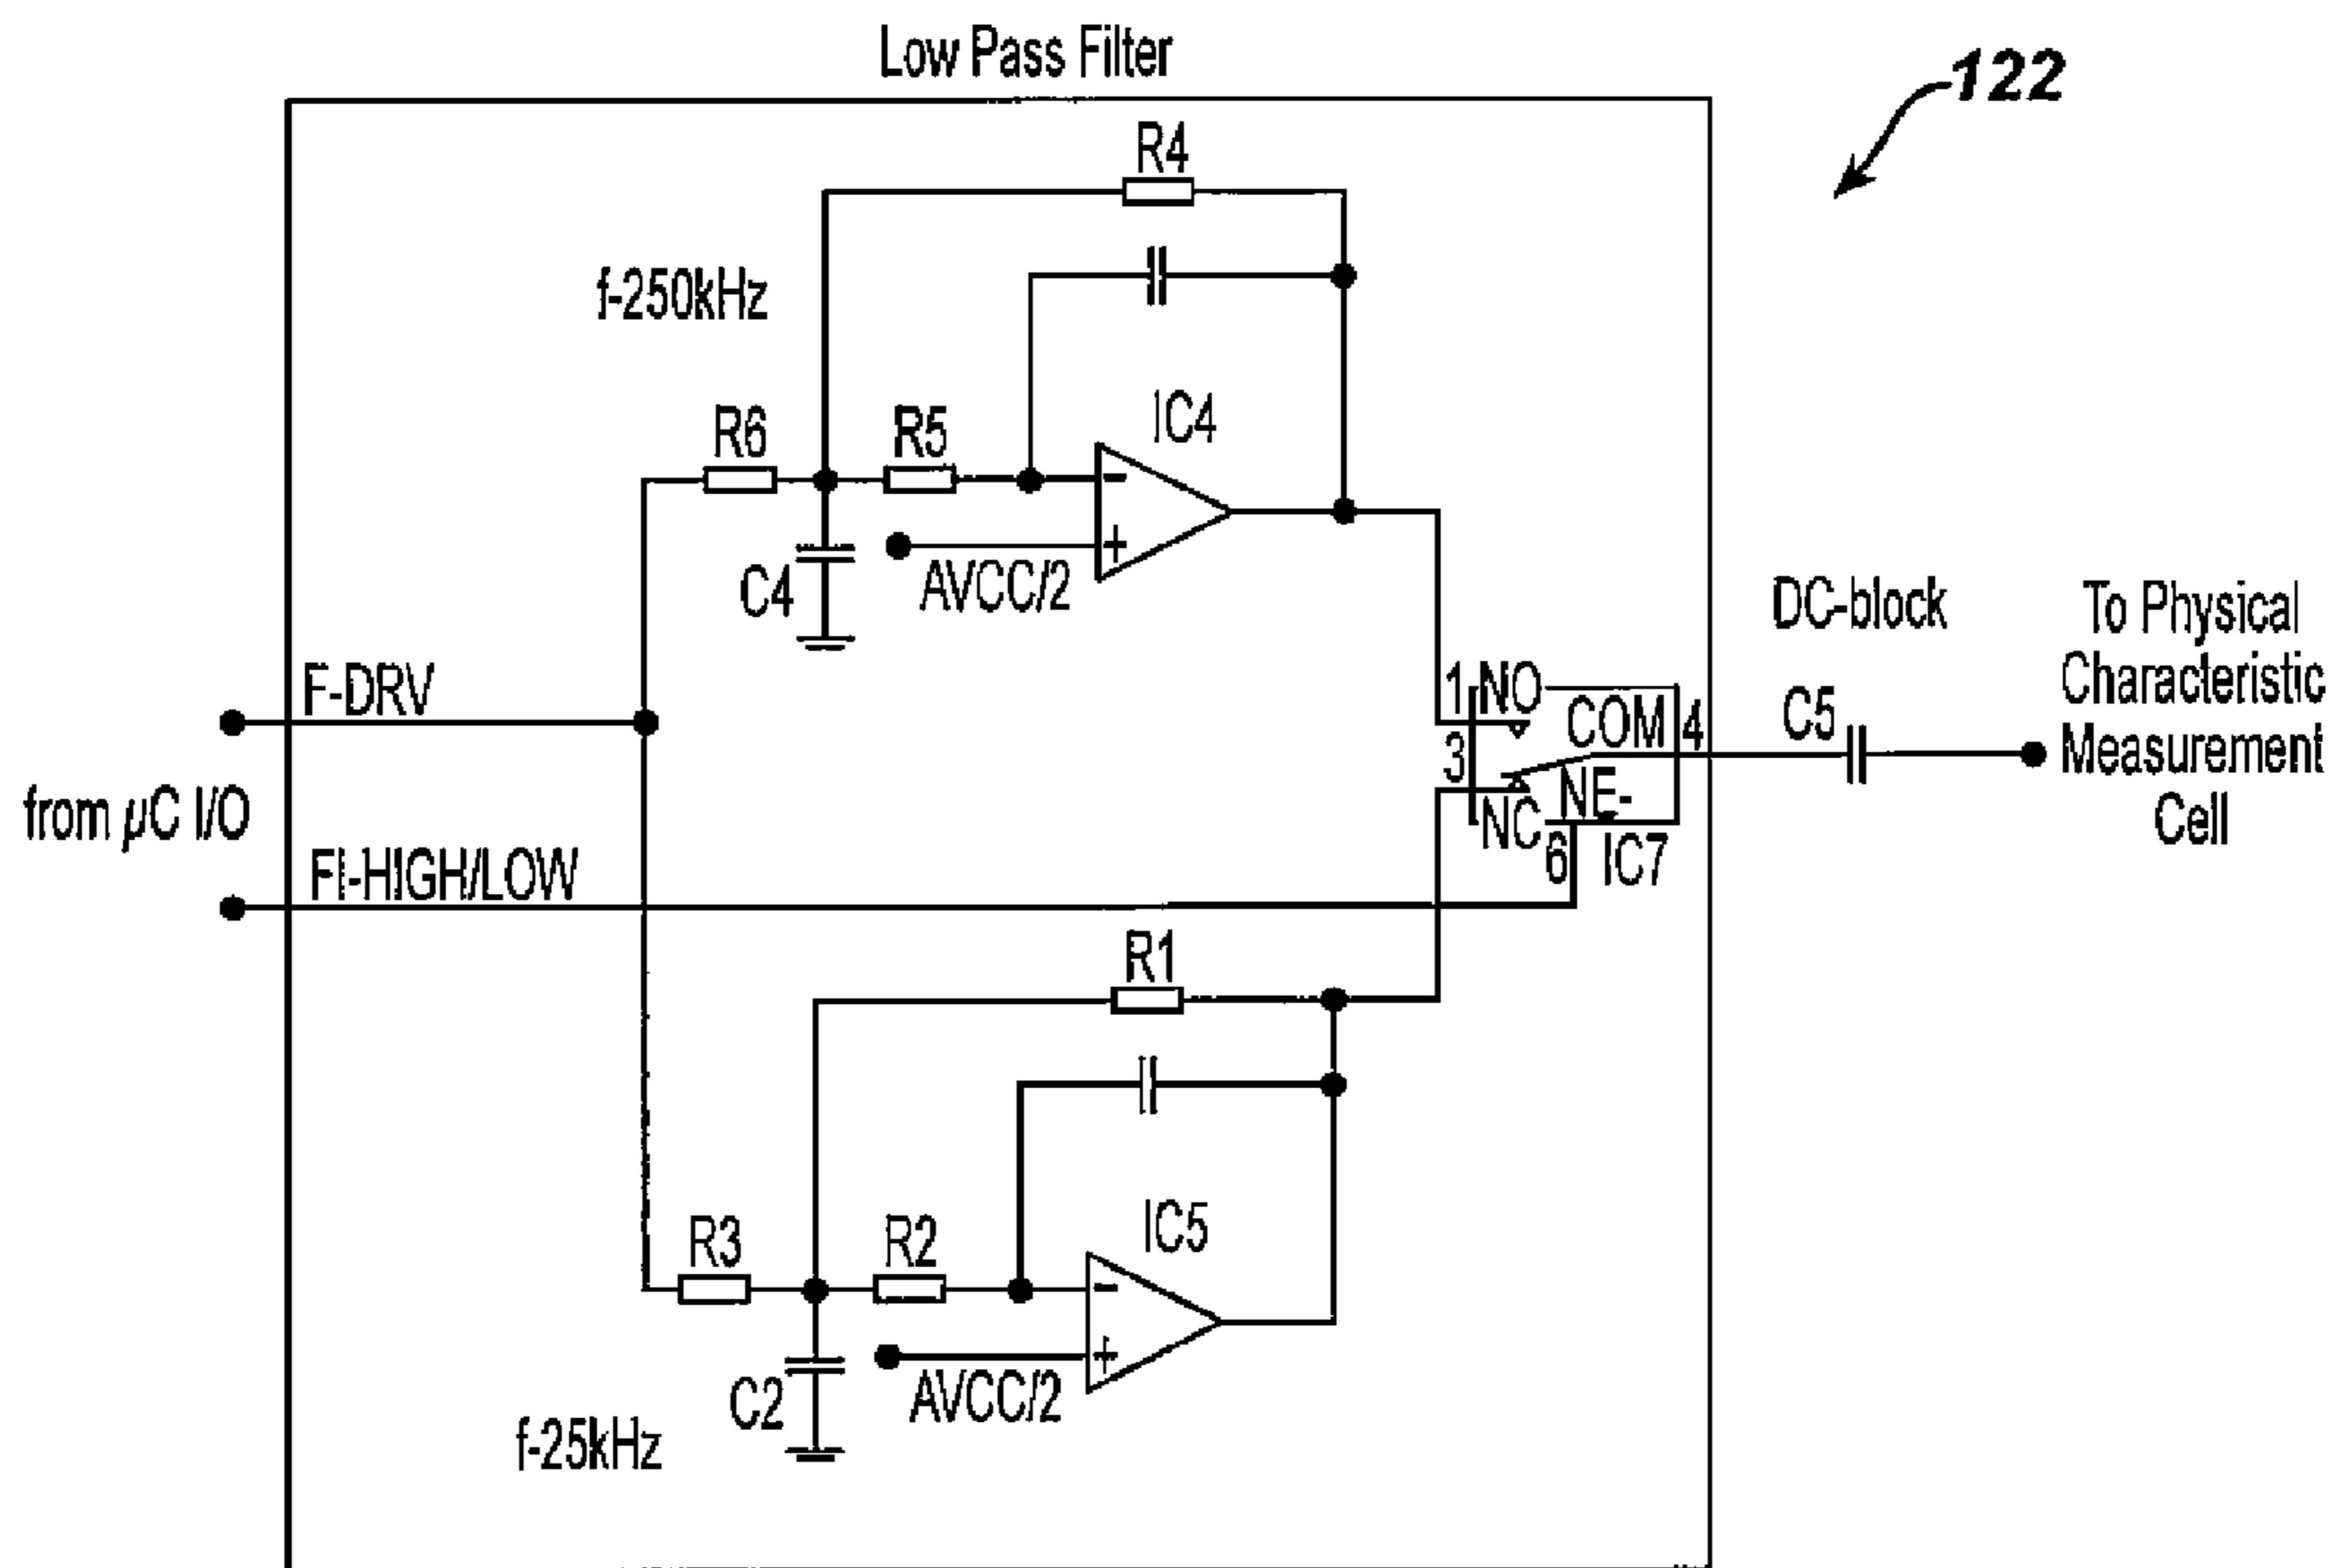 Low Pass Filter
122
R4
f-250kHz
IC4
R6
R5
C4
AVCC/2
DC-block
To Physical
Characteristic
Measurement
Cell
F-DRV
1
NO
COM
4
C5
3
NC
NE-
6
IC7
from µC I/O
FI-HIGH/LOW
R1
IC5
R3
R2
C2
AVCC/2
f-25kHz
-
+
-
+